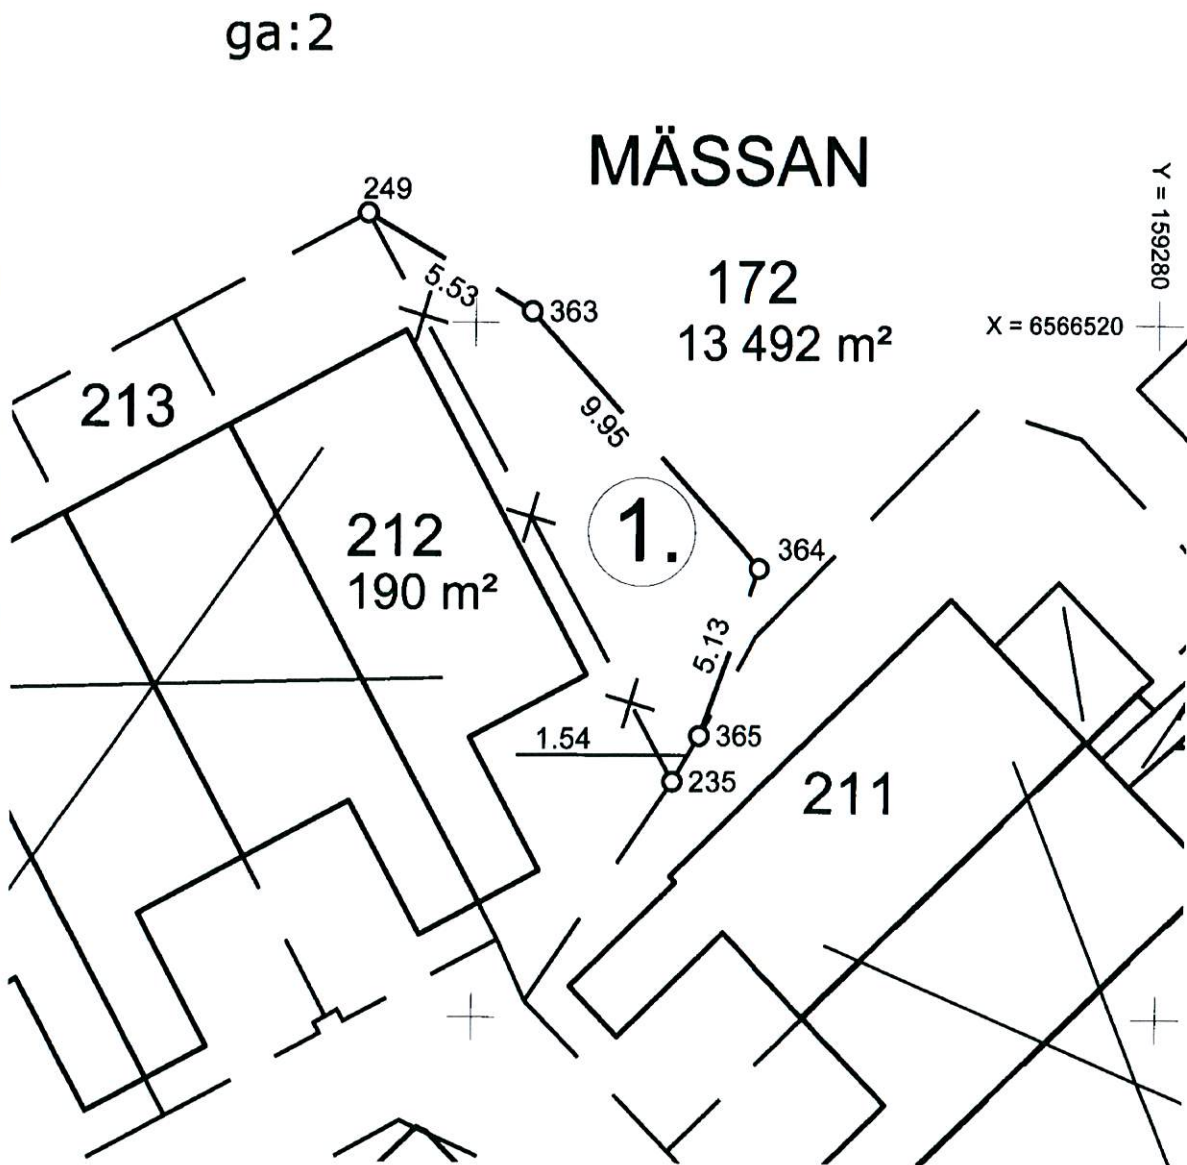 ga:2
MÄSSAN
249
5.53
363
172
13 492 m²
Y = 159280
X = 6566520
213
9.95
212
190 m²
1.
364
5.13
1.54
365
235
211